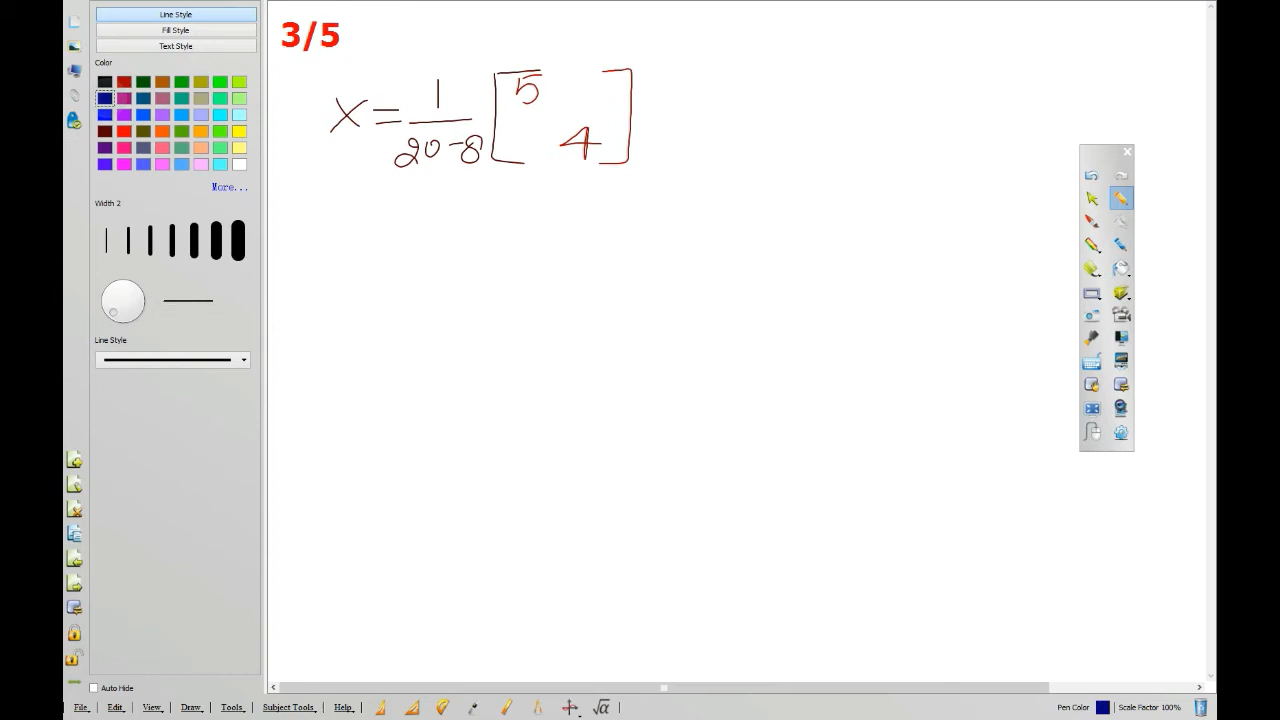 Line Style
Fill Style
Text Style
Color
More...
Width 2
Line Style
Auto Hide
3/5
X = 1/(20-8) [5 4]
File Edit View Draw Tools Subject Tools Help
Pen Color Scale Factor 100%